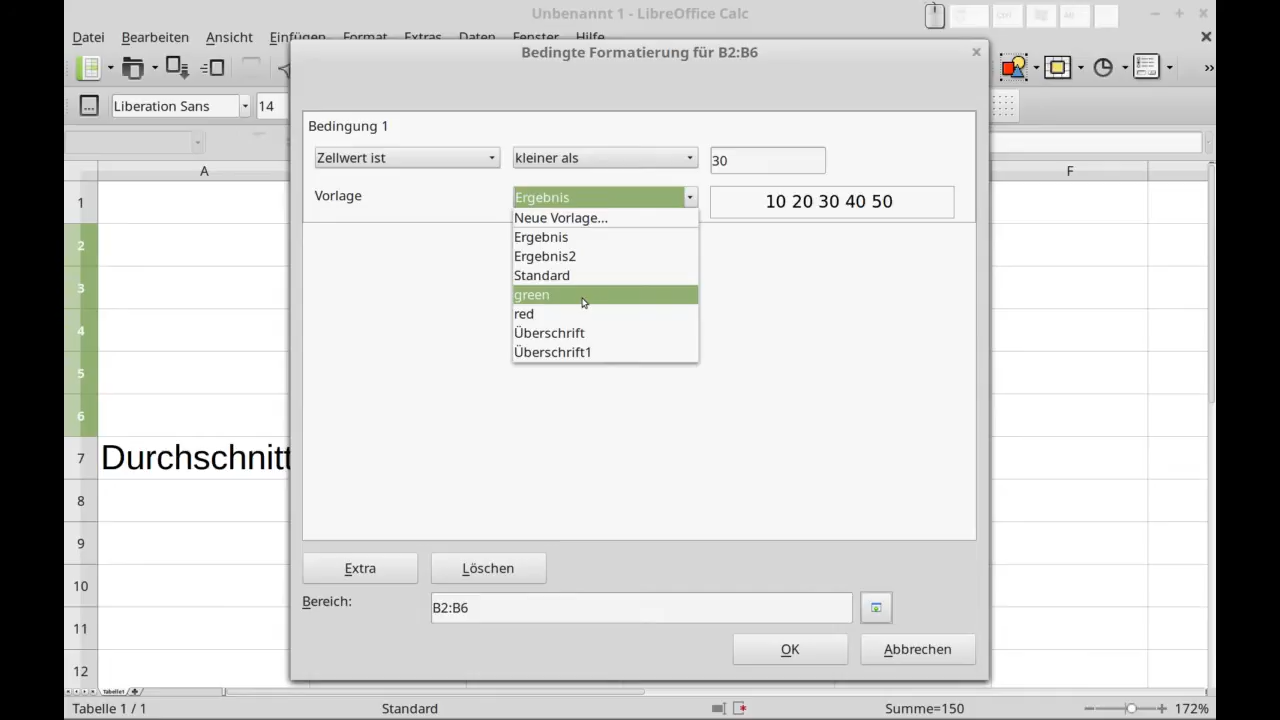 Unbenannt 1 - LibreOffice Calc
Datei Bearbeiten Ansicht Einfügen Format Extras Daten Fenster Hilfe
Bedingte Formatierung für B2:B6
Liberation Sans 14
Bedingung 1
Zellwert ist kleiner als 30
Vorlage Ergebnis 10 20 30 40 50
Neue Vorlage...
Ergebnis
Ergebnis2
Standard
green
red
Überschrift
Überschrift1
A F
1
2
3
4
5
6
7 Durchschnitt
8
9
10
11
12
Extra Löschen
Bereich: B2:B6
OK Abbrechen
Tabelle1
Tabelle 1 / 1 Standard Summe=150 172%